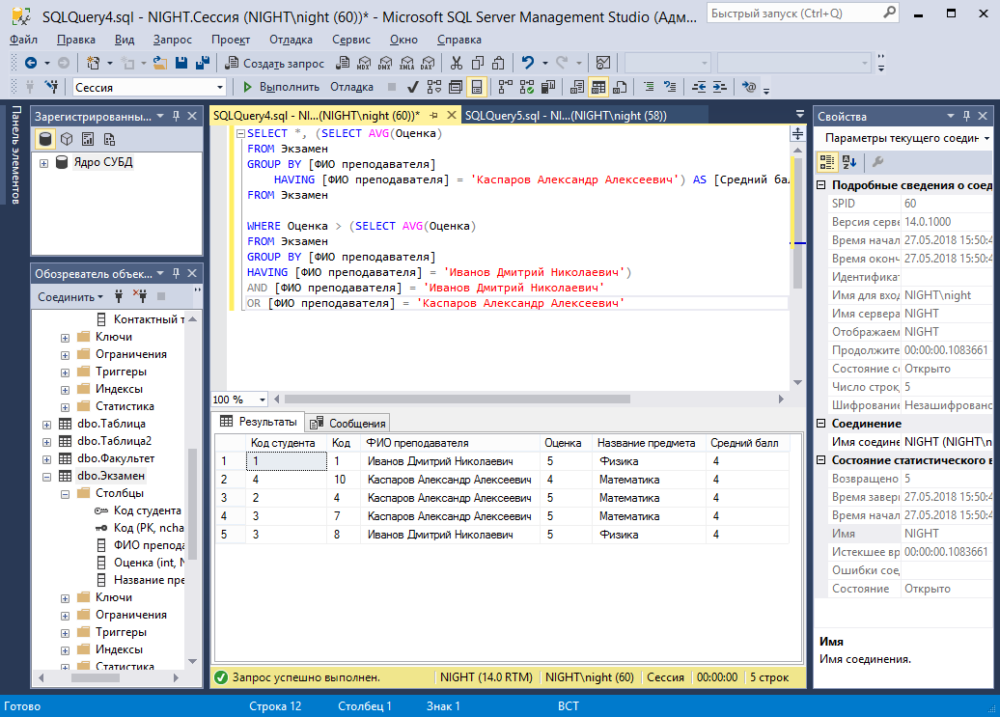 SQLQuery4.sql - NIGHT.Сессия (NIGHT\night (60))* - Microsoft SQL Server Management Studio (Адм...
Быстрый запуск (Ctrl+Q)
Файл Правка Вид Запрос Проект Отладка Сервис Окно Справка
Создать запрос MDX DMX XMLA DAX
Сессия Выполнить Отладка
Панель элементов
Зарегистрированны...
Ядро СУБД
Обозреватель объек...
Соединить
Контактный т
Ключи
Ограничения
Триггеры
Индексы
Статистика
dbo.Таблица
dbo.Таблица2
dbo.Факультет
dbo.Экзамен
Столбцы
Код студента
Код (PK, ncha
ФИО препода
Оценка (int, N
Название пре
Ключи
Ограничения
Триггеры
Индексы
Статистика
SQLQuery4.sql - NI...(NIGHT\night (60))* SQLQuery5.sql - NI...(NIGHT\night (58))
SELECT *, (SELECT AVG(Оценка)
FROM Экзамен
GROUP BY [ФИО преподавателя]
HAVING [ФИО преподавателя] = 'Каспаров Александр Алексеевич') AS [Средний бал
FROM Экзамен
WHERE Оценка > (SELECT AVG(Оценка)
FROM Экзамен
GROUP BY [ФИО преподавателя]
HAVING [ФИО преподавателя] = 'Иванов Дмитрий Николаевич')
AND [ФИО преподавателя] = 'Иванов Дмитрий Николаевич'
OR [ФИО преподавателя] = 'Каспаров Александр Алексеевич'
100 %
Результаты Сообщения
Код студента Код ФИО преподавателя Оценка Название предмета Средний балл
1 1 1 Иванов Дмитрий Николаевич 5 Физика 4
2 4 10 Каспаров Александр Алексеевич 4 Математика 4
3 2 4 Каспаров Александр Алексеевич 5 Математика 4
4 3 7 Каспаров Александр Алексеевич 5 Математика 4
5 3 8 Иванов Дмитрий Николаевич 5 Физика 4
Запрос успешно выполнен. NIGHT (14.0 RTM) NIGHT\night (60) Сессия 00:00:00 5 строк
Свойства
Параметры текущего соедин
Подробные сведения о соед
SPID 60
Версия серве 14.0.1000
Время начал 27.05.2018 15:50:4
Время оконч 27.05.2018 15:50:4
Идентификат
Имя для вход NIGHT\night
Имя сервера NIGHT
Отображаем NIGHT
Продолжите 00:00:00.1083661
Состояние со Открыто
Число строк, 5
Шифрование Незашифрованс
Соединение
Имя соедине NIGHT (NIGHT\n
Состояние статистического в
Возвращено 5
Время завер 27.05.2018 15:50:4
Время начал 27.05.2018 15:50:4
Имя NIGHT
Истекшее вр 00:00:00.1083661
Ошибки соед
Состояние Открыто
Имя
Имя соединения.
Готово Строка 12 Столбец 1 Знак 1 ВСТ